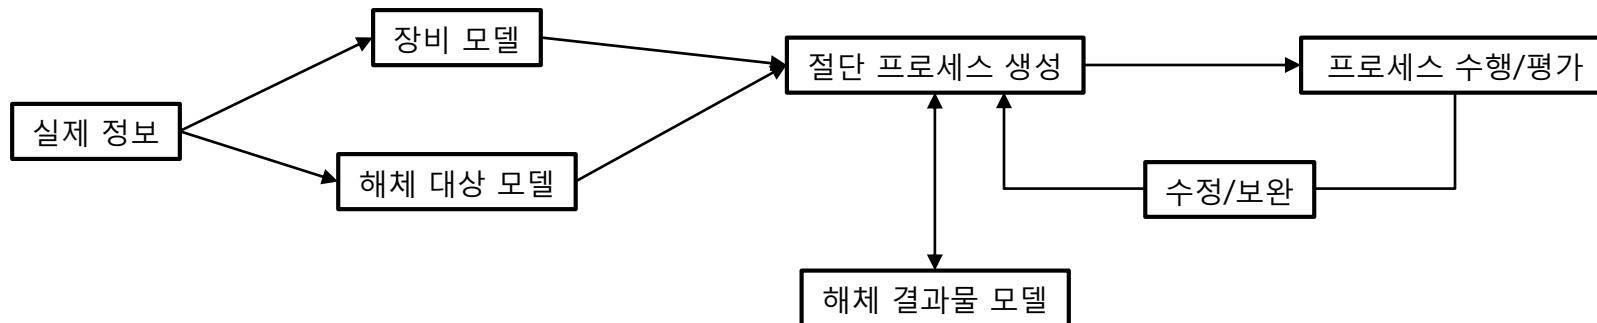 실제 정보
장비 모델
해체 대상 모델
절단 프로세스 생성
프로세스 수행/평가
수정/보완
해체 결과물 모델